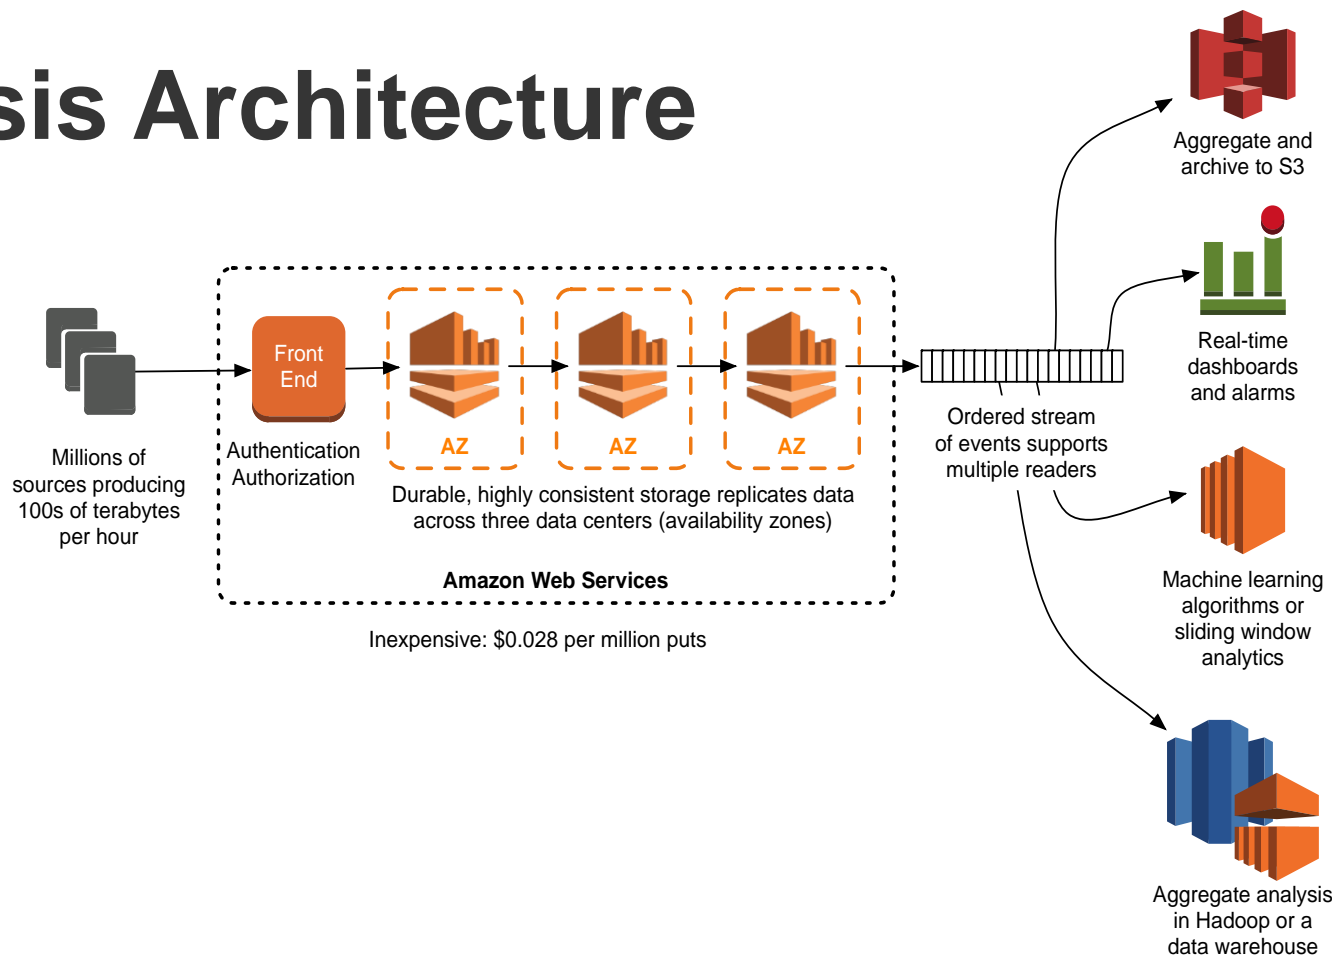 sis Architecture
Aggregate and
archive to S3
Real-time
dashboards
and alarms
Front
End
AZ
AZ
AZ
Millions of
sources producing
100s of terabytes
per hour
Authentication
Authorization
Durable, highly consistent storage replicates data
across three data centers (availability zones)
Amazon Web Services
Inexpensive: $0.028 per million puts
Ordered stream
of events supports
multiple readers
Machine learning
algorithms or
sliding window
analytics
Aggregate analysis
in Hadoop or a
data warehouse